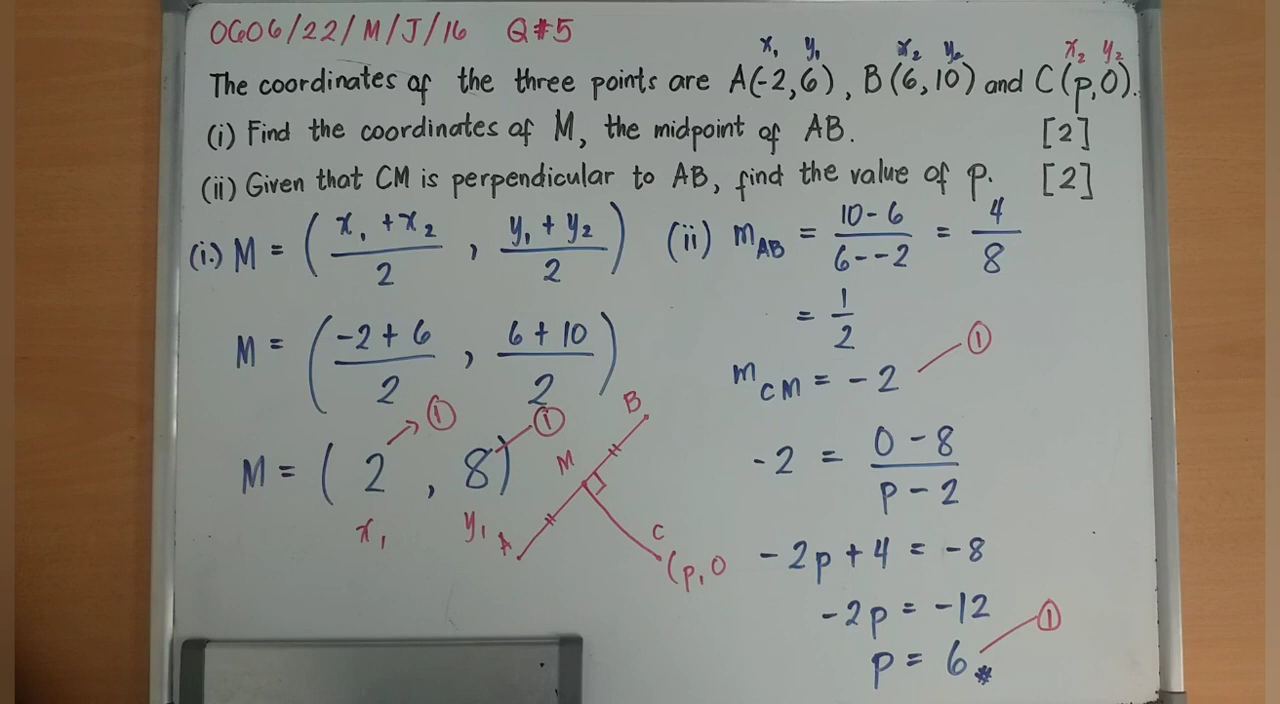 0606/22/M/J/16 Q#5
x₁ y₁ x₂ y₂ x₂ y₂
The coordinates of the three points are A(-2,6), B(6,10) and C(p,0).
(i) Find the coordinates of M, the midpoint of AB. [2]
(ii) Given that CM is perpendicular to AB, find the value of p. [2]
(i.) M = ( (x₁ + x₂)/2 , (y₁ + y₂)/2 )
M = ( (-2+6)/2 , (6+10)/2 )
M = ( 2 , 8 )
① ①
x₁ y₁
A M B C
(p,0
(ii) m_AB = (10-6)/(6--2) = 4/8
= 1/2
m_CM = -2 ①
-2 = (0-8)/(p-2)
-2p+4 = -8
-2p = -12
p = 6 # ①